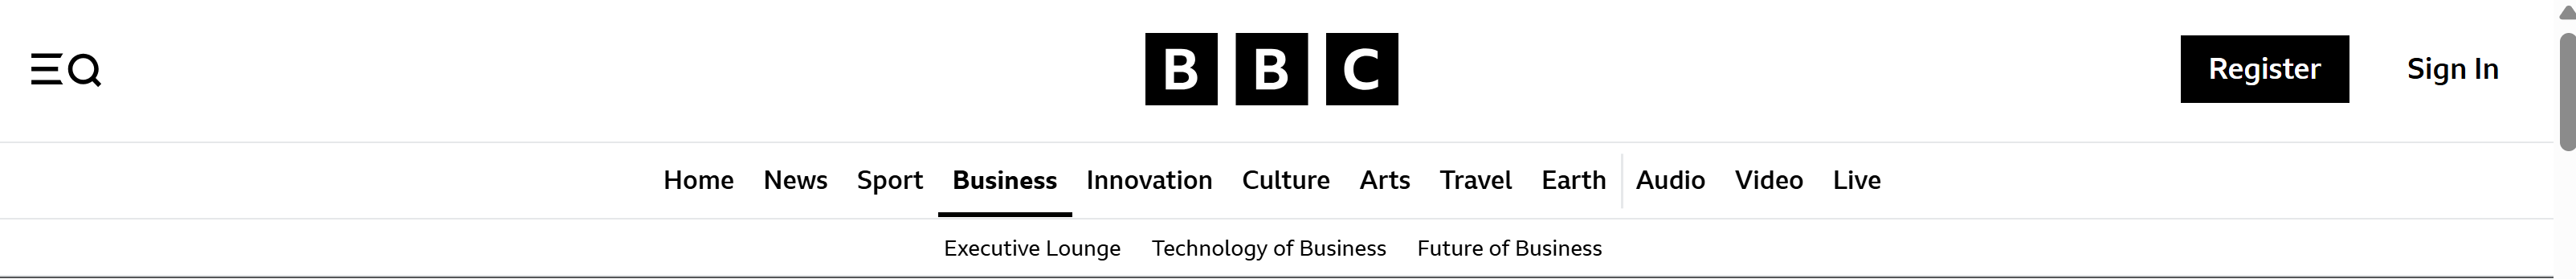 BBC
Register Sign In
Home News Sport Business Innovation Culture Arts Travel Earth Audio Video Live
Executive Lounge Technology of Business Future of Business